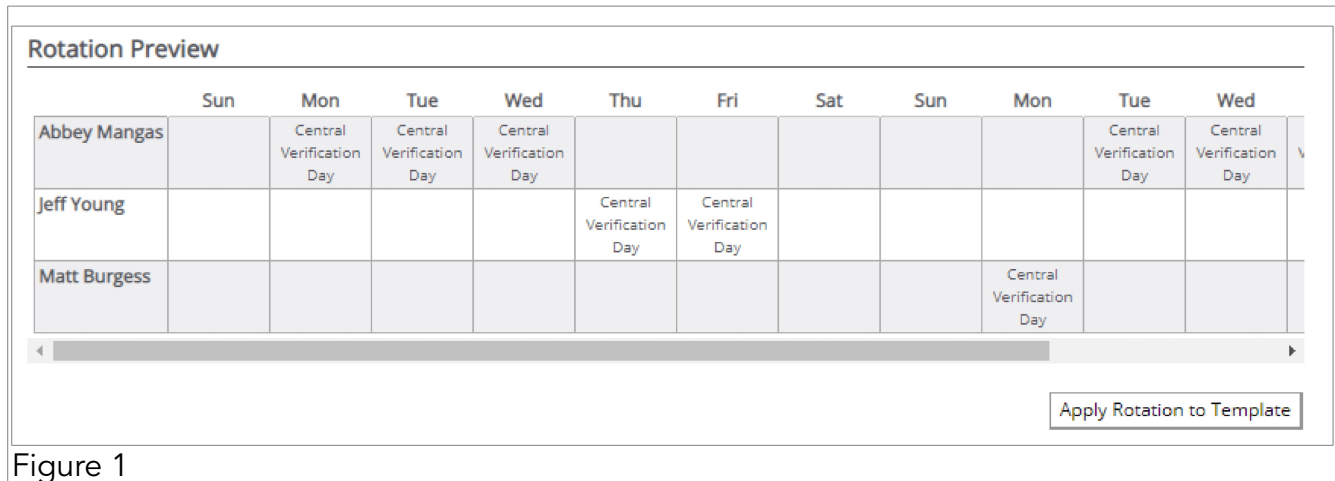 Rotation Preview
Sun Mon Tue Wed Thu Fri Sat Sun Mon Tue Wed
Abbey Mangas Central Central Central Central Central
Verification Verification Verification Verification Verification V
Day Day Day Day Day
Jeff Young Central Central
Verification Verification
Day Day
Matt Burgess Central
Verification
Day
Apply Rotation to Template
Figure 1